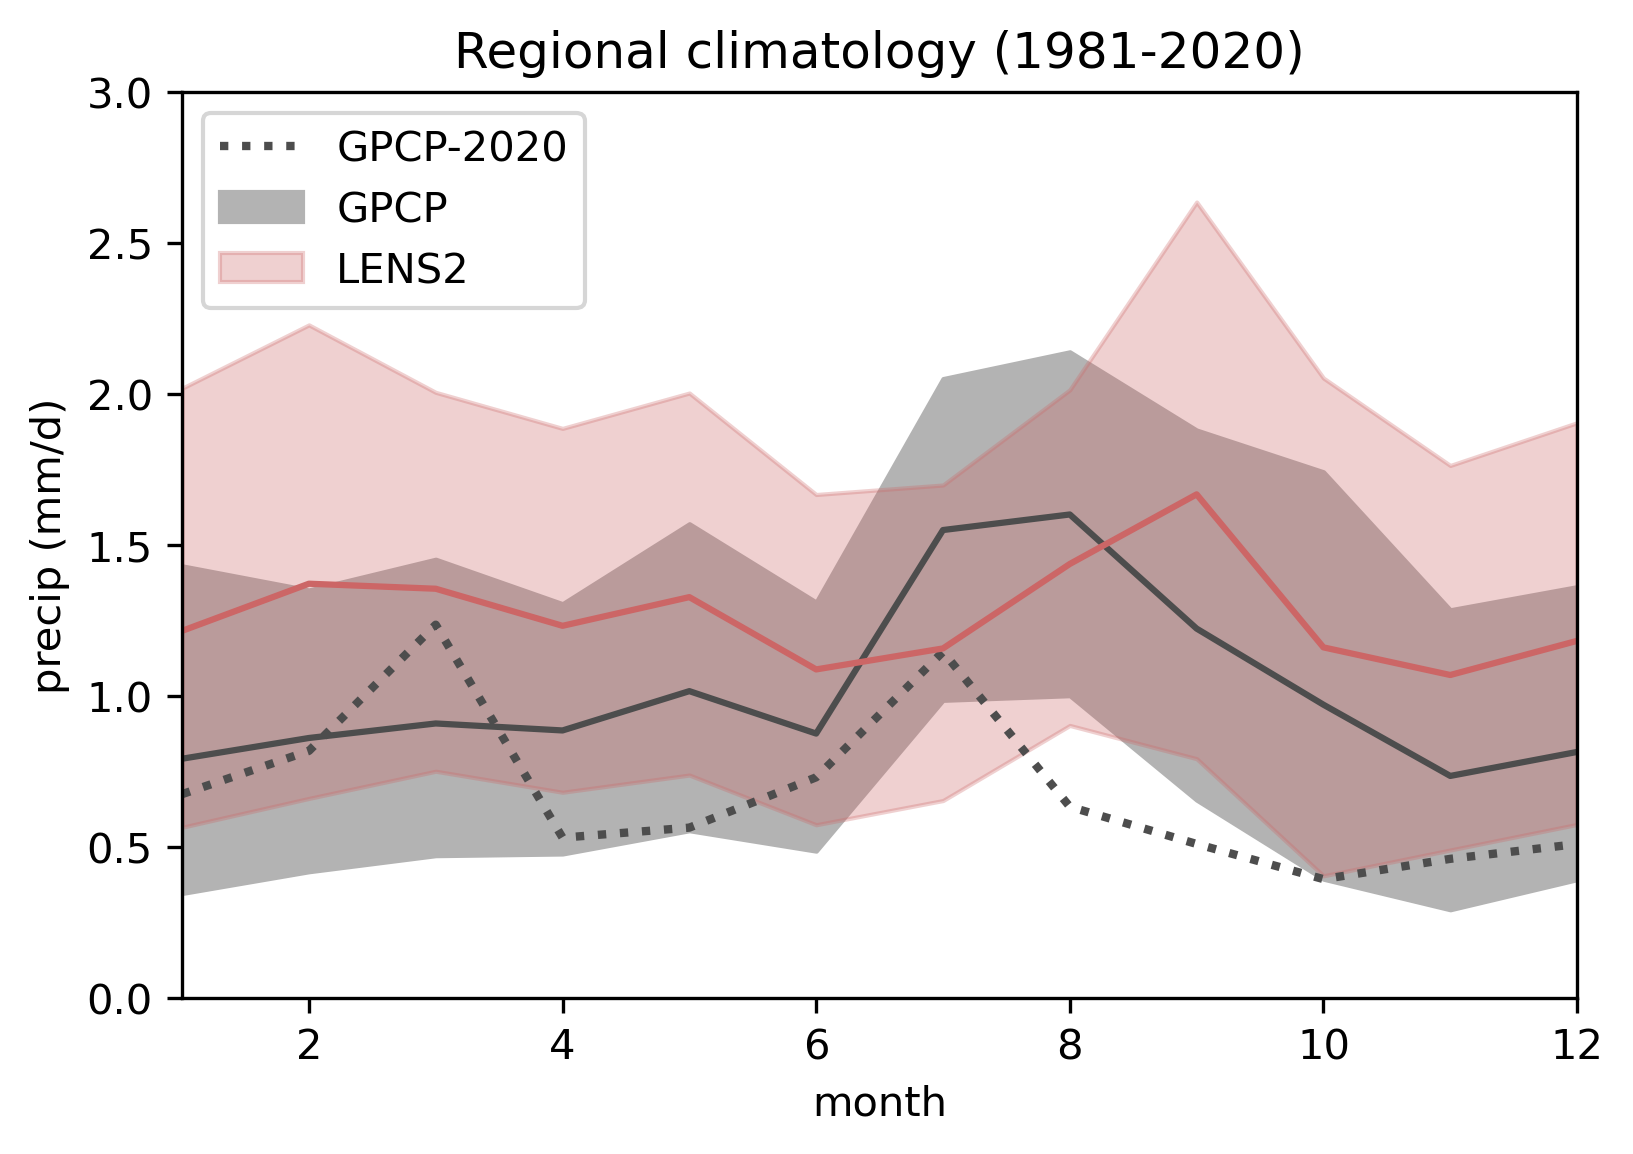 Regional climatology (1981-2020)
3.0
2.5
2.0
1.5
1.0
0.5
0.0
precip (mm/d)
GPCP-2020
GPCP
LENS2
2 4 6 8 10 12
month